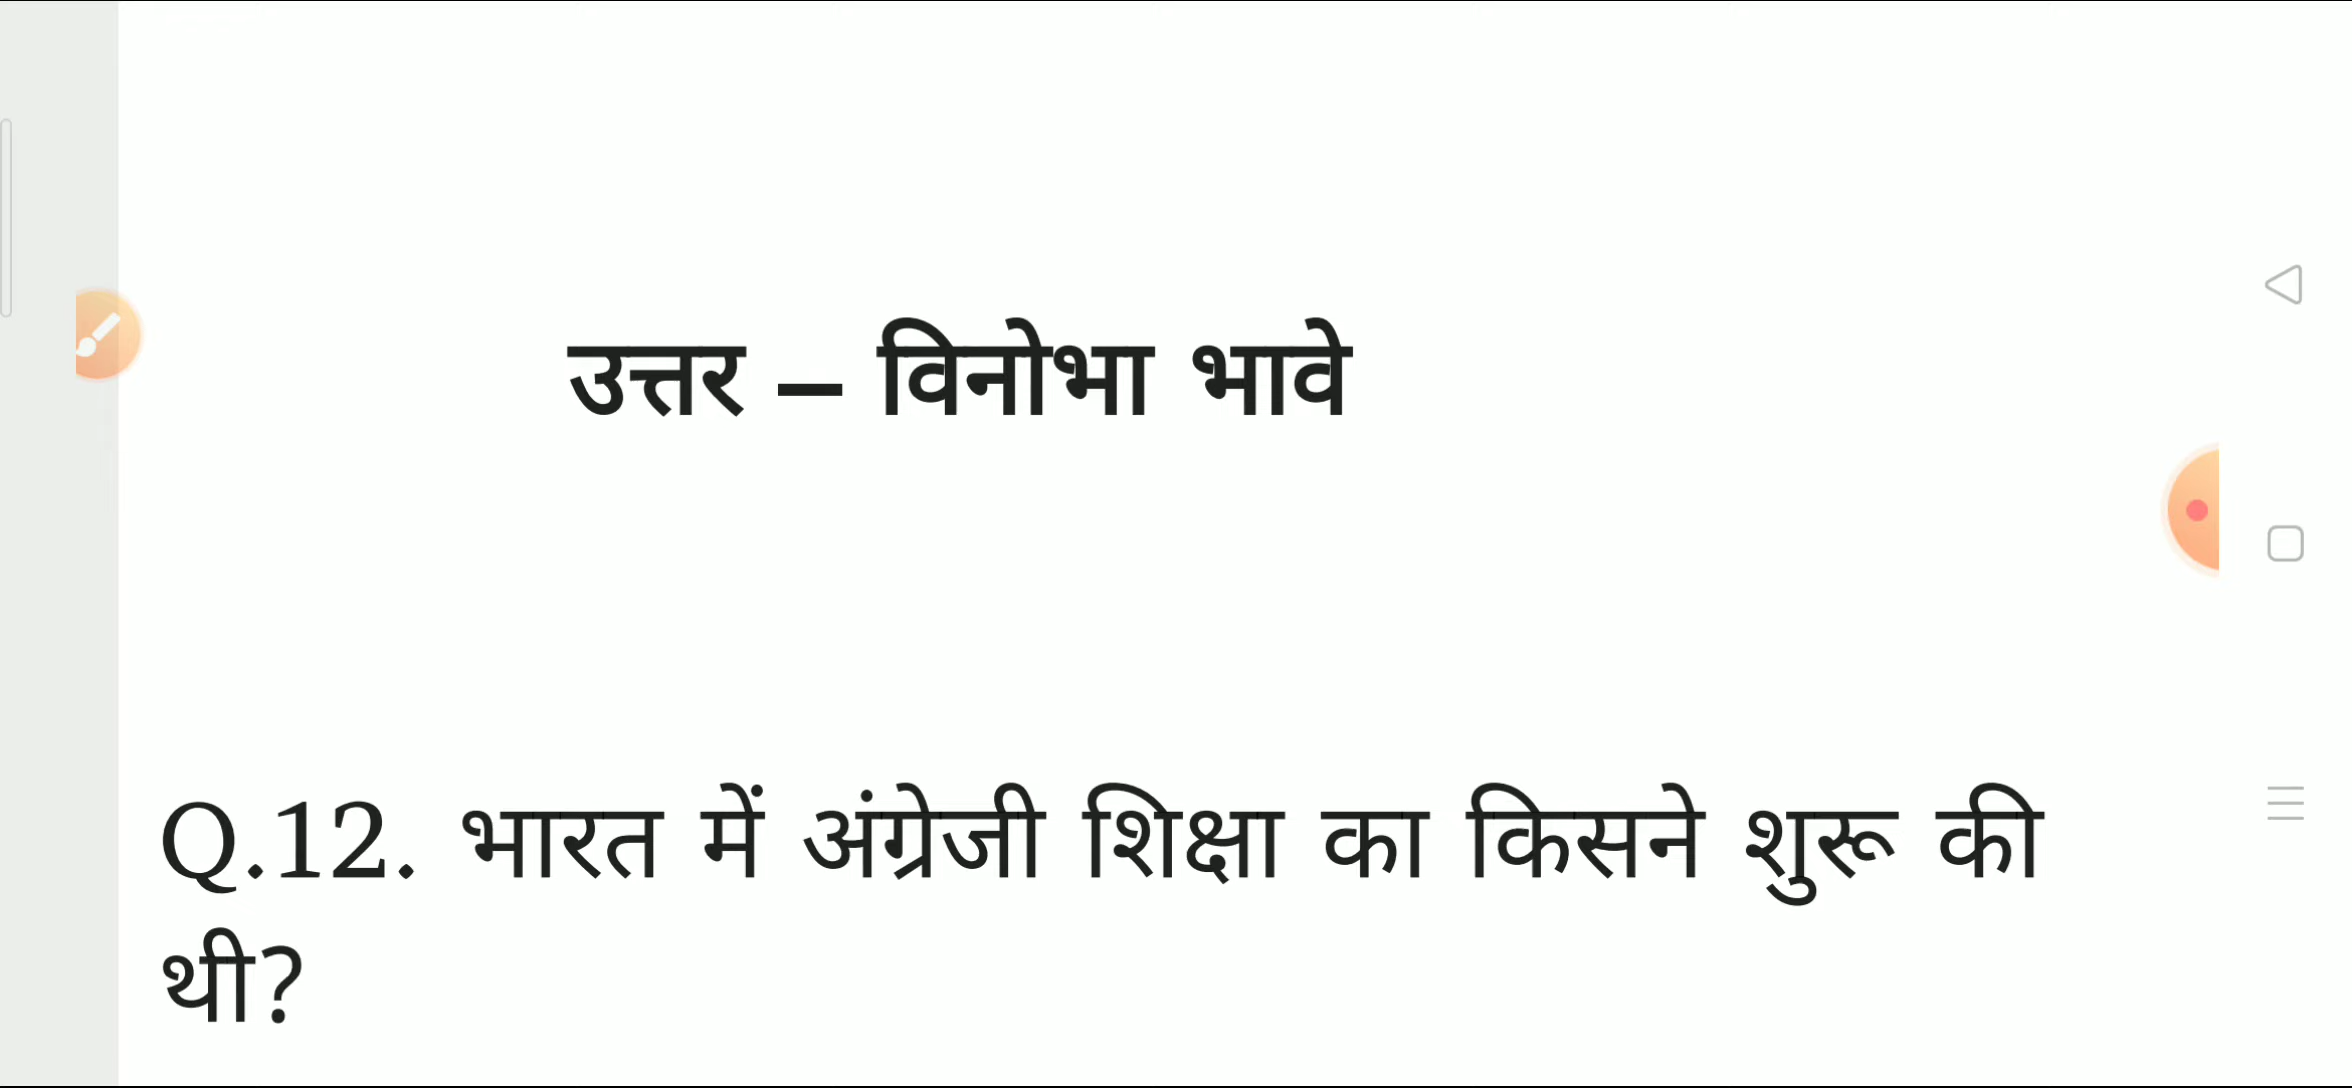 उत्तर – विनोभा भावे
Q.12. भारत में अंग्रेजी शिक्षा का किसने शुरू की
थी?